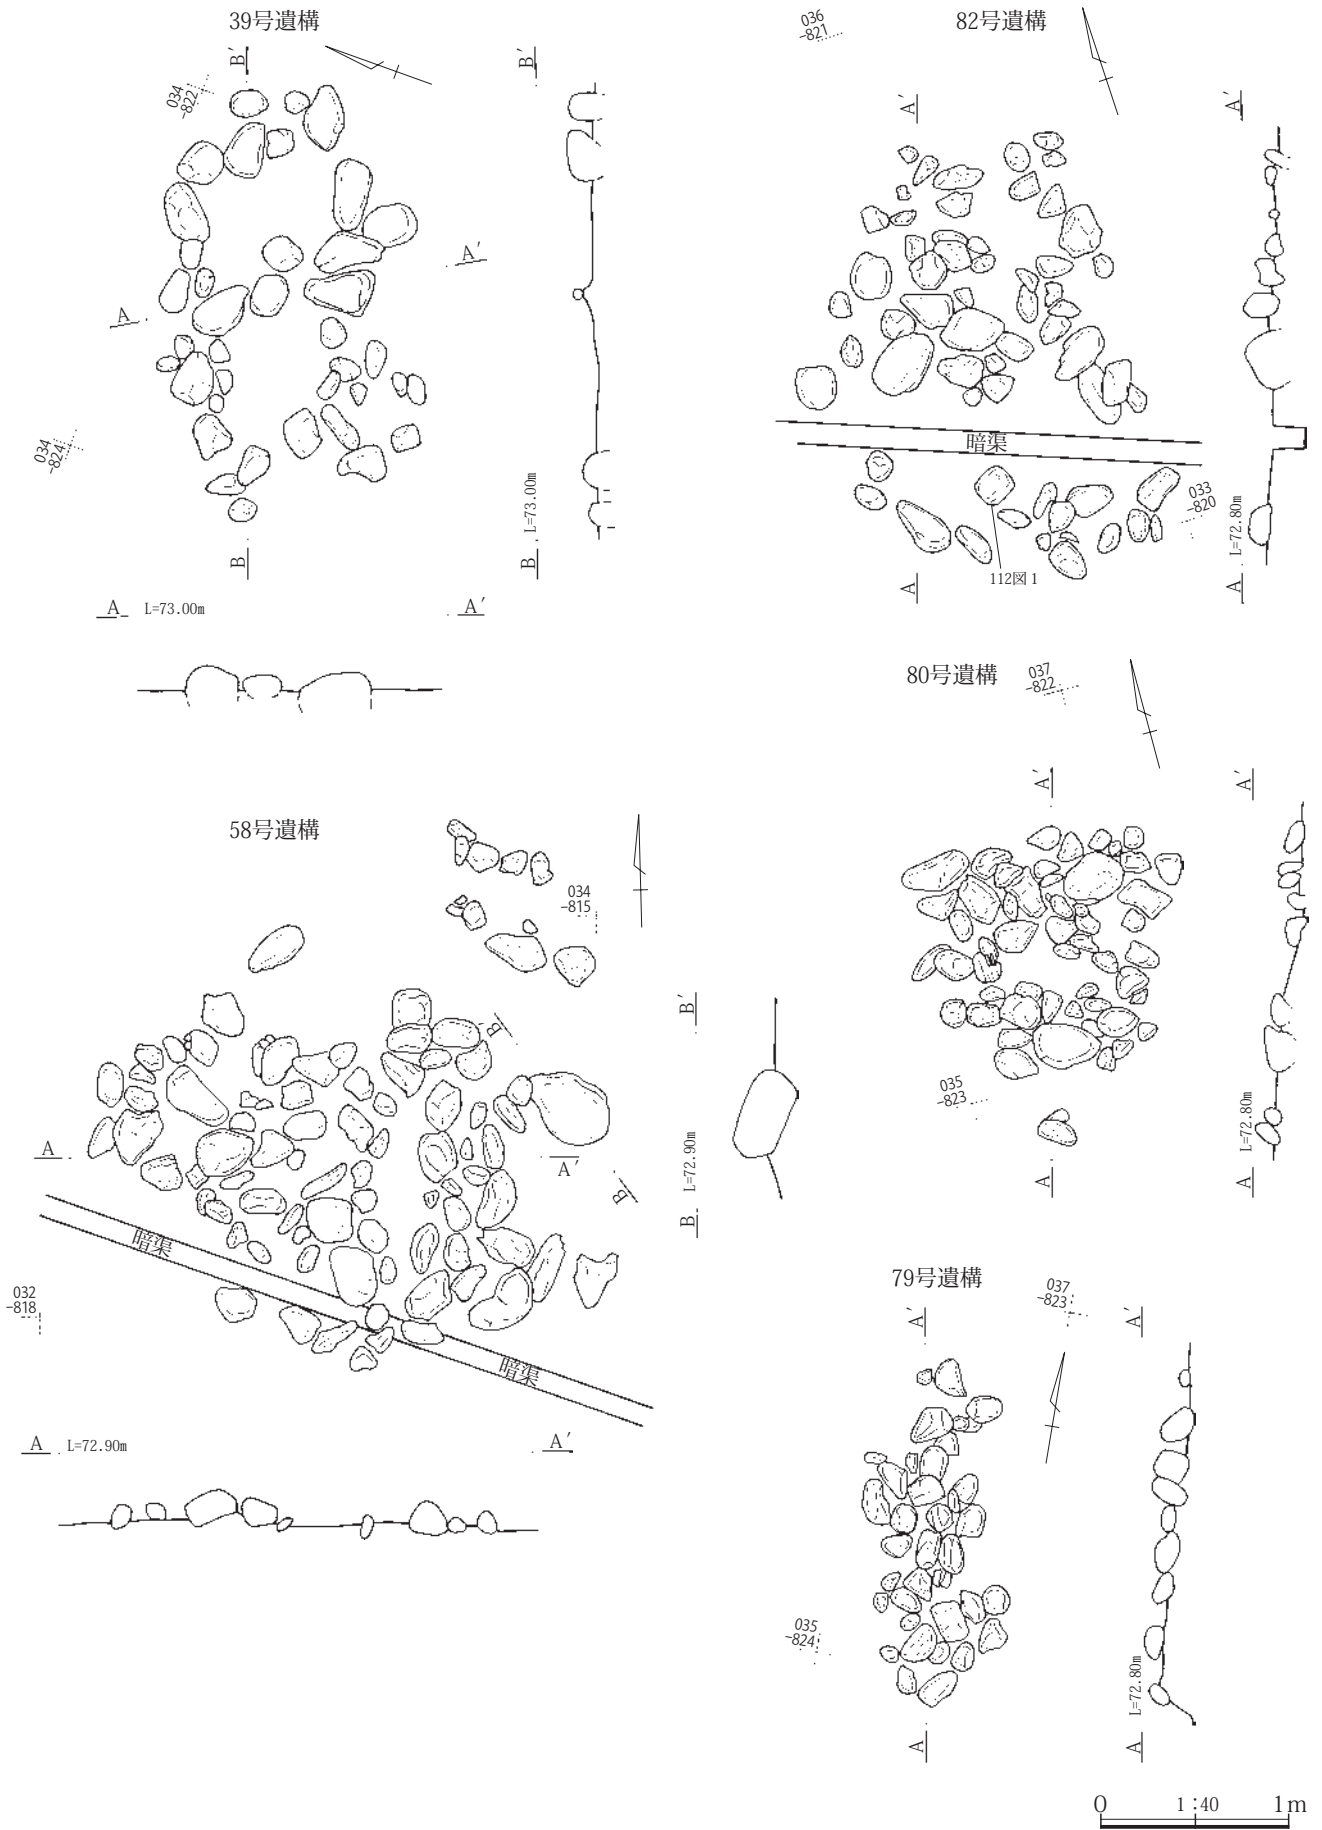 39号遺構
B′
B′
034
-822
A′
A
034
-824
L=73.00m
B
B
A L=73.00m A′
82号遺構
036
-821
A′
A′
暗渠
033
-820
L=72.80m
112図 1
A
A
80号遺構
037
-822
A′
A′
035
-823
L=72.80m
A
A
58号遺構
034
-815
B′
B′
A
A′
B
L=72.90m
B
暗渠
032
-818
暗渠
A L=72.90m A′
79号遺構
037
-823
A′
A′
035
-824
L=72.80m
A
A
0 1:40 1m